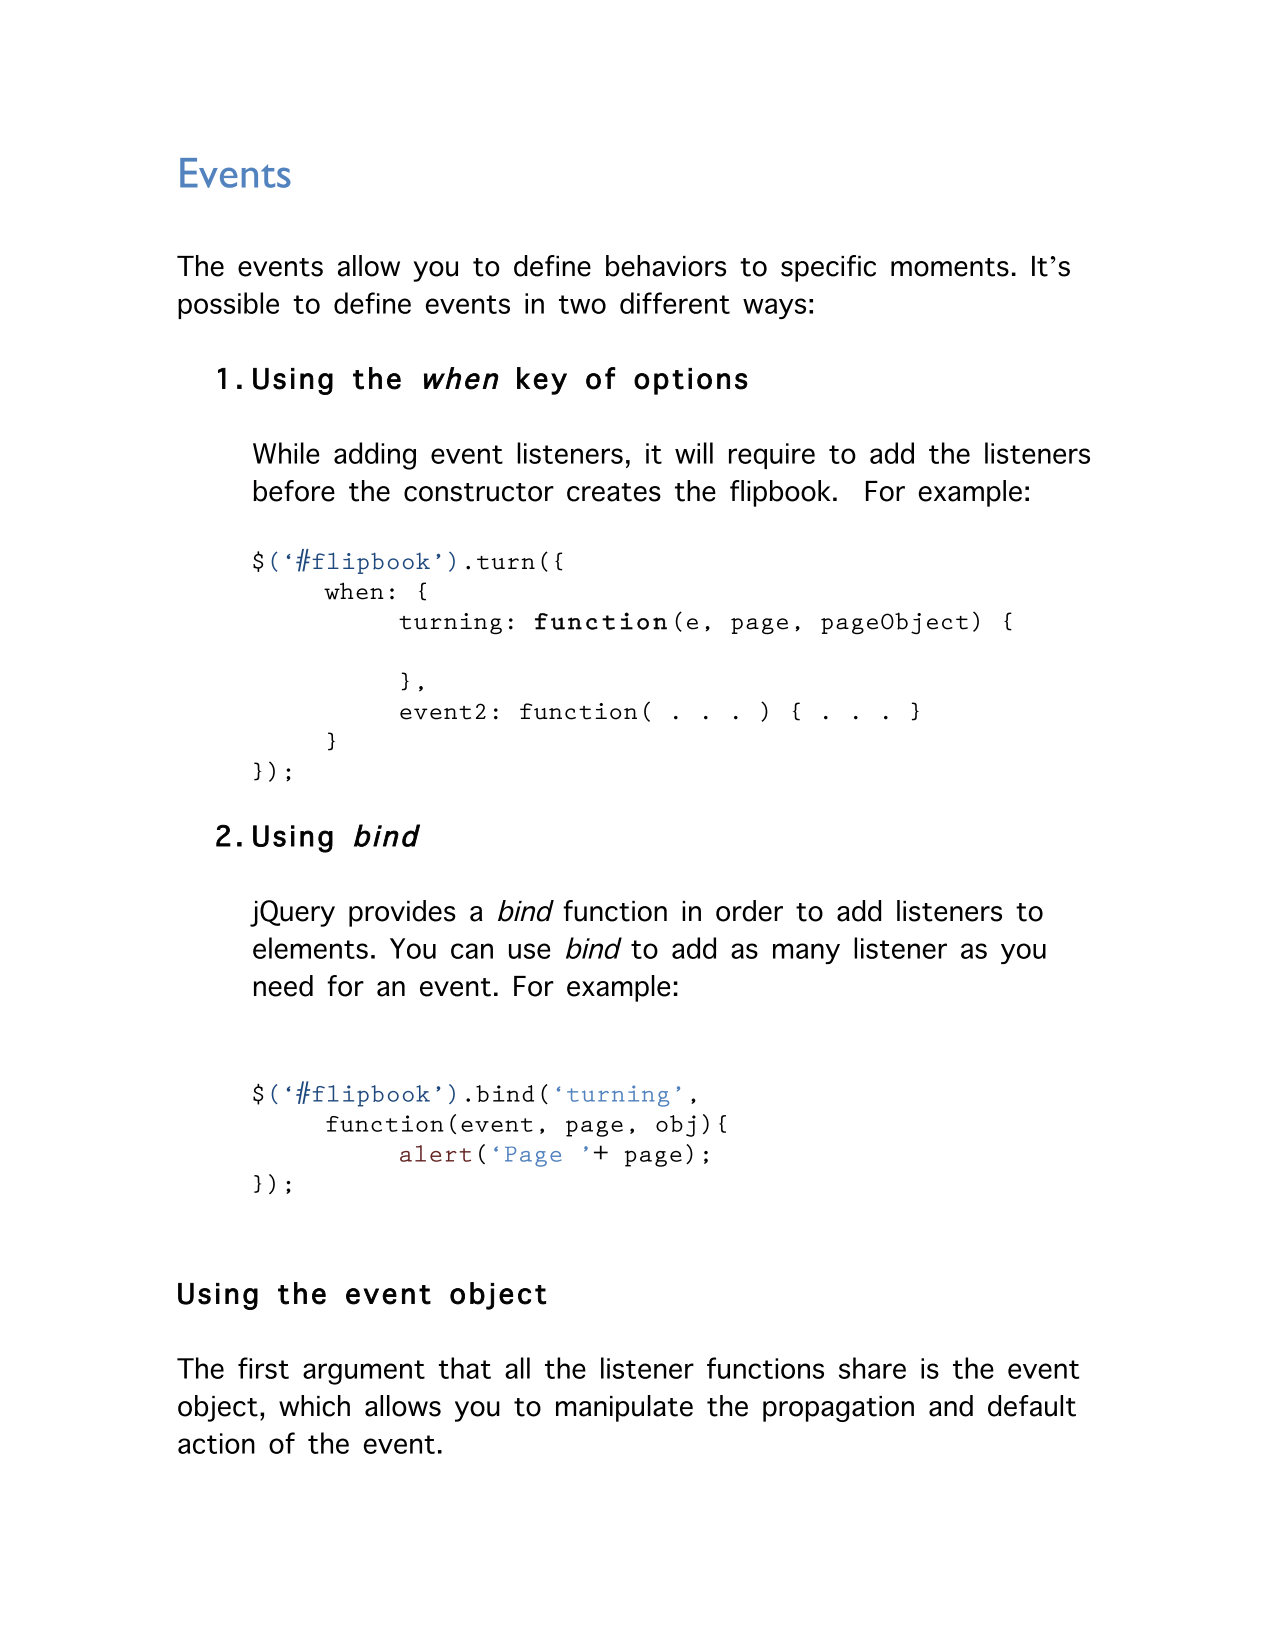 Events
The events allow you to define behaviors to specific moments. It’s
possible to define events in two different ways:
1. Using the when key of options
While adding event listeners, it will require to add the listeners
before the constructor creates the flipbook.  For example:
$(‘#flipbook’).turn({
when: {
turning: function(e, page, pageObject) {
},
event2: function( . . . ) { . . . }
}
});
2. Using bind
jQuery provides a bind function in order to add listeners to
elements. You can use bind to add as many listener as you
need for an event. For example:
$(‘#flipbook’).bind(‘turning’,
function(event, page, obj){
alert(‘Page ’+ page);
});
Using the event object
The first argument that all the listener functions share is the event
object, which allows you to manipulate the propagation and default
action of the event.